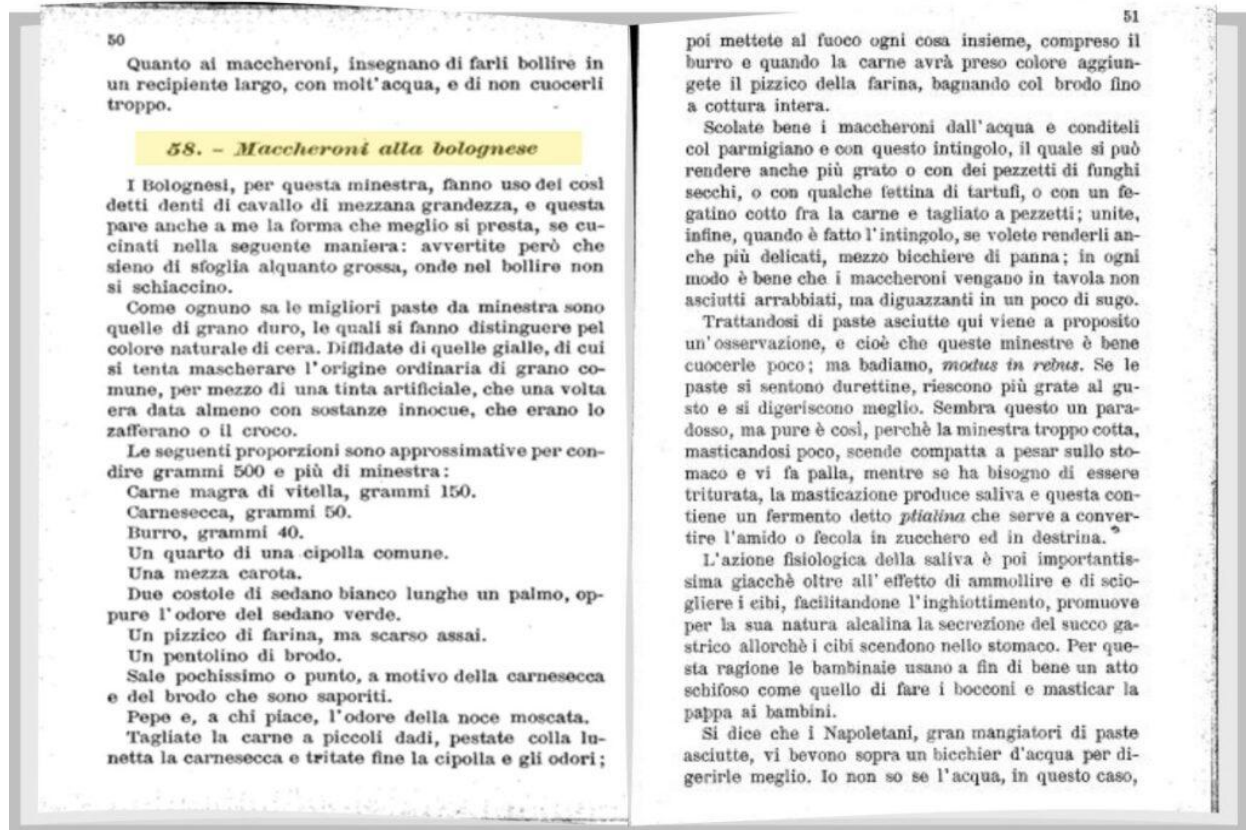 50
Quanto ai maccheroni, insegnano di farli bollire in
un recipiente largo, con molt'acqua, e di non cuocerli
troppo.
58. - Maccheroni alla bolognese
I Bolognesi, per questa minestra, fanno uso dei così
detti denti di cavallo di mezzana grandezza, e questa
pare anche a me la forma che meglio si presta, se cu-
cinati nella seguente maniera: avvertite però che
sieno di sfoglia alquanto grossa, onde nel bollire non
si schiaccino.
Come ognuno sa le migliori paste da minestra sono
quelle di grano duro, le quali si fanno distinguere pel
colore naturale di cera. Diffidate di quelle gialle, di cui
si tenta mascherare l'origine ordinaria di grano co-
mune, per mezzo di una tinta artificiale, che una volta
era data almeno con sostanze innocue, che erano lo
zafferano o il croco.
Le seguenti proporzioni sono approssimative per con-
dire grammi 500 e più di minestra:
Carne magra di vitella, grammi 150.
Carnesecca, grammi 50.
Burro, grammi 40.
Un quarto di una cipolla comune.
Una mezza carota.
Due costole di sedano bianco lunghe un palmo, op-
pure l'odore del sedano verde.
Un pizzico di farina, ma scarso assai.
Un pentolino di brodo.
Sale pochissimo o punto, a motivo della carnesecca
e del brodo che sono saporiti.
Pepe e, a chi piace, l'odore della noce moscata.
Tagliate la carne a piccoli dadi, pestate colla lu-
netta la carnesecca e tritate fine la cipolla e gli odori;
51
poi mettete al fuoco ogni cosa insieme, compreso il
burro e quando la carne avrà preso colore aggiun-
gete il pizzico della farina, bagnando col brodo fino
a cottura intera.
Scolate bene i maccheroni dall'acqua e conditeli
col parmigiano e con questo intingolo, il quale si può
rendere anche più grato o con dei pezzetti di funghi
secchi, o con qualche fettina di tartufi, o con un fe-
gatino cotto fra la carne e tagliato a pezzetti; unite,
infine, quando è fatto l'intingolo, se volete renderli an-
che più delicati, mezzo bicchiere di panna; in ogni
modo è bene che i maccheroni vengano in tavola non
asciutti arrabbiati, ma diguazzanti in un poco di sugo.
Trattandosi di paste asciutte qui viene a proposito
un'osservazione, e cioè che queste minestre è bene
cuocerle poco; ma badiamo, modus in rebus. Se le
paste si sentono durettine, riescono più grate al gu-
sto e si digeriscono meglio. Sembra questo un para-
dosso, ma pure è così, perchè la minestra troppo cotta,
masticandosi poco, scende compatta a pesar sullo sto-
maco e vi fa palla, mentre se ha bisogno di essere
triturata, la masticazione produce saliva e questa con-
tiene un fermento detto ptialina che serve a conver-
tire l'amido o fecola in zucchero ed in destrina.
L'azione fisiologica della saliva è poi importantis-
sima giacchè oltre all'effetto di ammollire e di scio-
gliere i cibi, facilitandone l'inghiottimento, promuove
per la sua natura alcalina la secrezione del succo ga-
strico allorchè i cibi scendono nello stomaco. Per que-
sta ragione le bambinaie usano a fin di bene un atto
schifoso come quello di fare i bocconi e masticar la
pappa ai bambini.
Si dice che i Napoletani, gran mangiatori di paste
asciutte, vi bevono sopra un bicchier d'acqua per di-
gerirle meglio. Io non so se l'acqua, in questo caso,